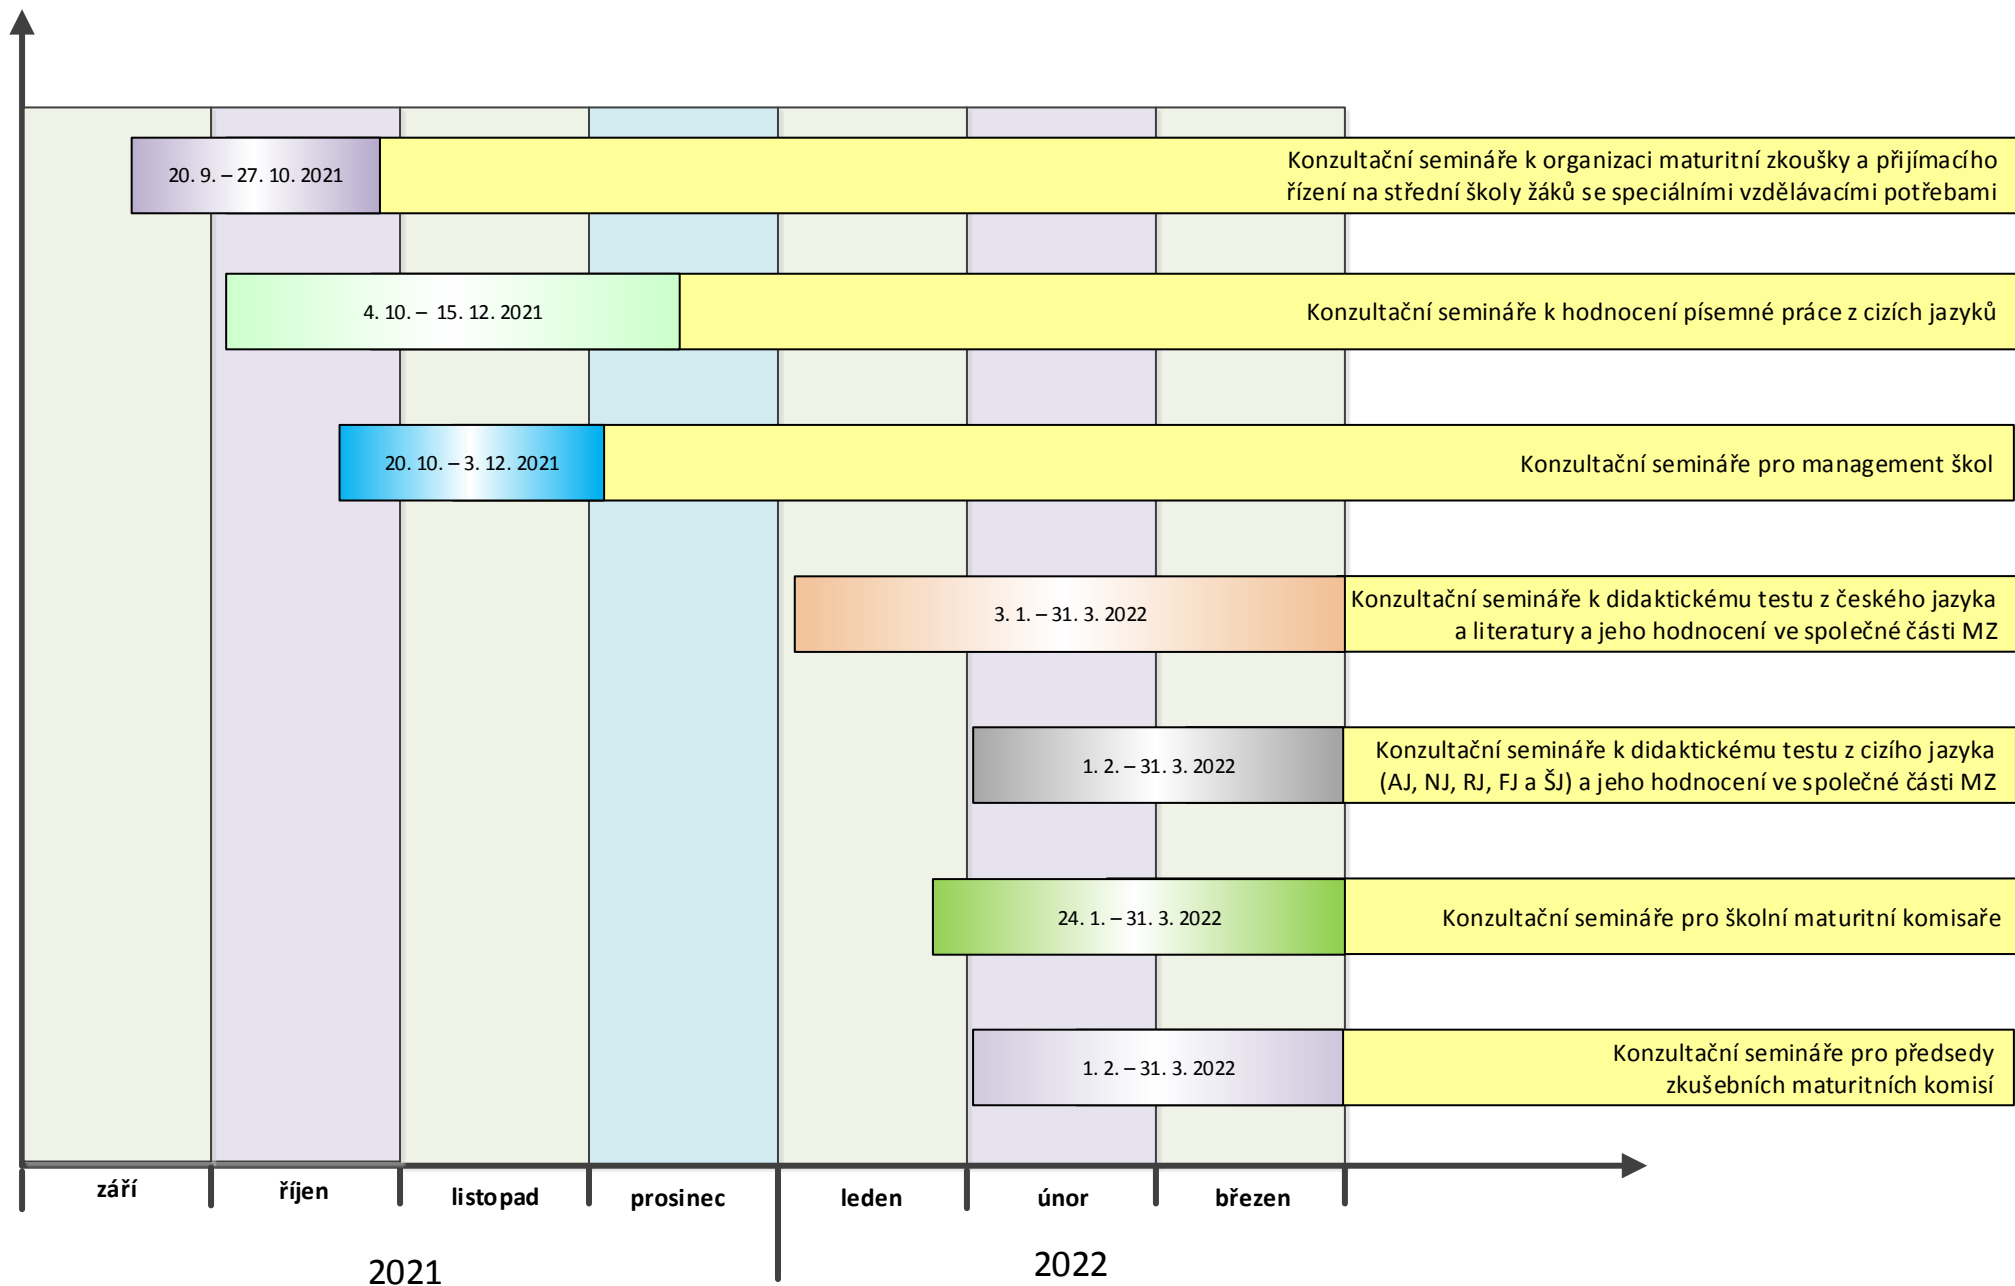 20. 9. – 27. 10. 2021
Konzultační semináře k organizaci maturitní zkoušky a přijímacího
řízení na střední školy žáků se speciálními vzdělávacími potřebami
4. 10. – 15. 12. 2021
Konzultační semináře k hodnocení písemné práce z cizích jazyků
20. 10. – 3. 12. 2021
Konzultační semináře pro management škol
3. 1. – 31. 3. 2022
Konzultační semináře k didaktickému testu z českého jazyka
a literatury a jeho hodnocení ve společné části MZ
1. 2. – 31. 3. 2022
Konzultační semináře k didaktickému testu z cizího jazyka
(AJ, NJ, RJ, FJ a ŠJ) a jeho hodnocení ve společné části MZ
24. 1. – 31. 3. 2022
Konzultační semináře pro školní maturitní komisaře
1. 2. – 31. 3. 2022
Konzultační semináře pro předsedy
zkušebních maturitních komisí
září
říjen
listopad
prosinec
leden
únor
březen
2021
2022